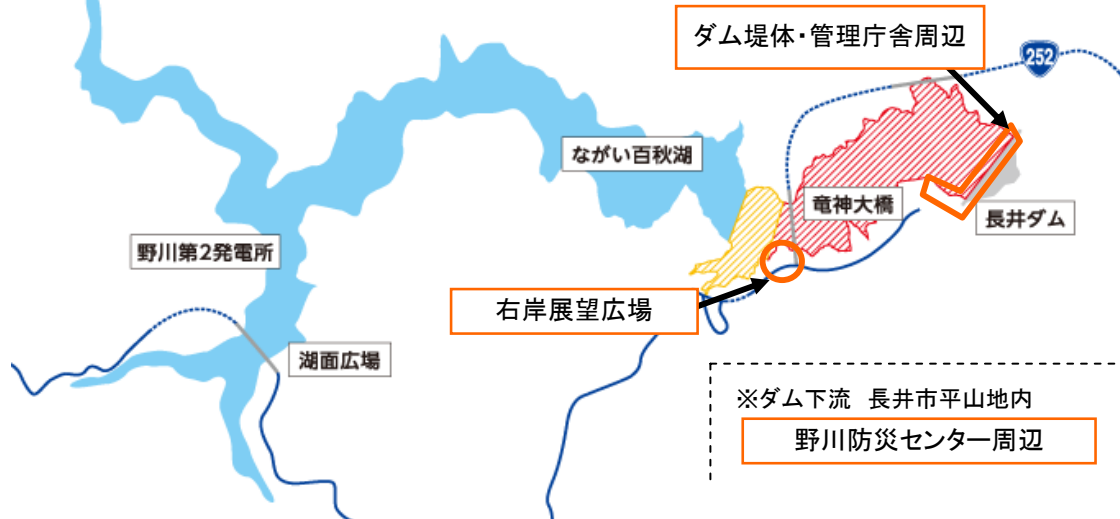 ダム堤体・管理庁舎周辺
252
ながい百秋湖
竜神大橋
長井ダム
野川第2発電所
右岸展望広場
湖面広場
※ダム下流 長井市平山地内
野川防災センター周辺